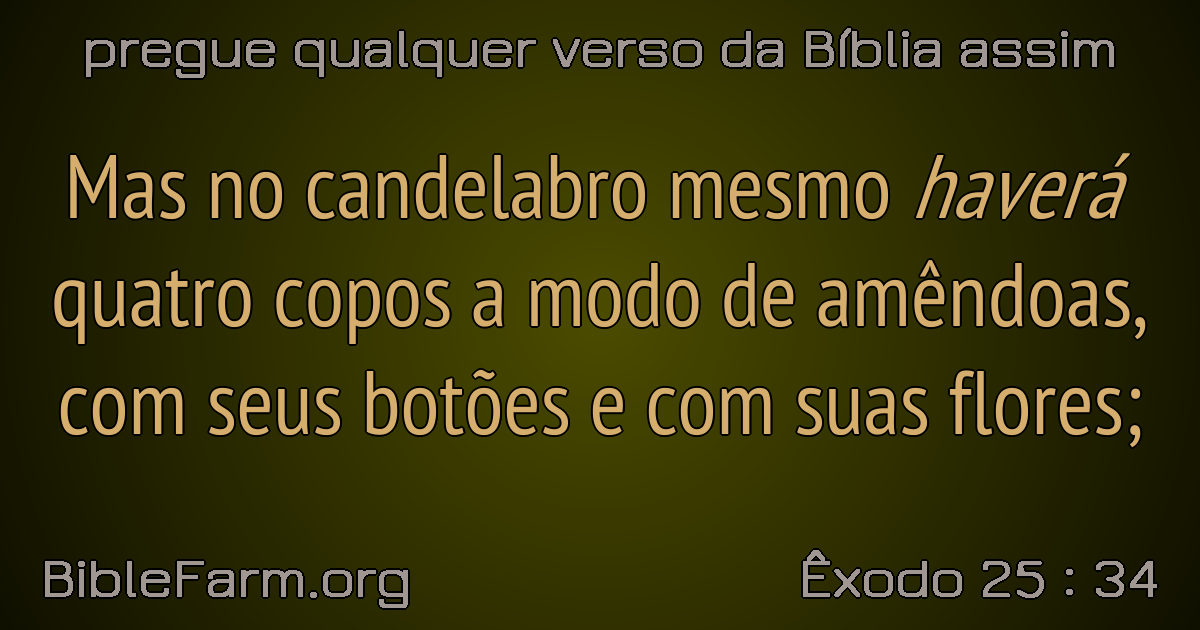 pregue qualquer verso da Bíblia assim
Mas no candelabro mesmo haverá
quatro copos a modo de amêndoas,
com seus botões e com suas flores;
BibleFarm.org
Êxodo 25 : 34